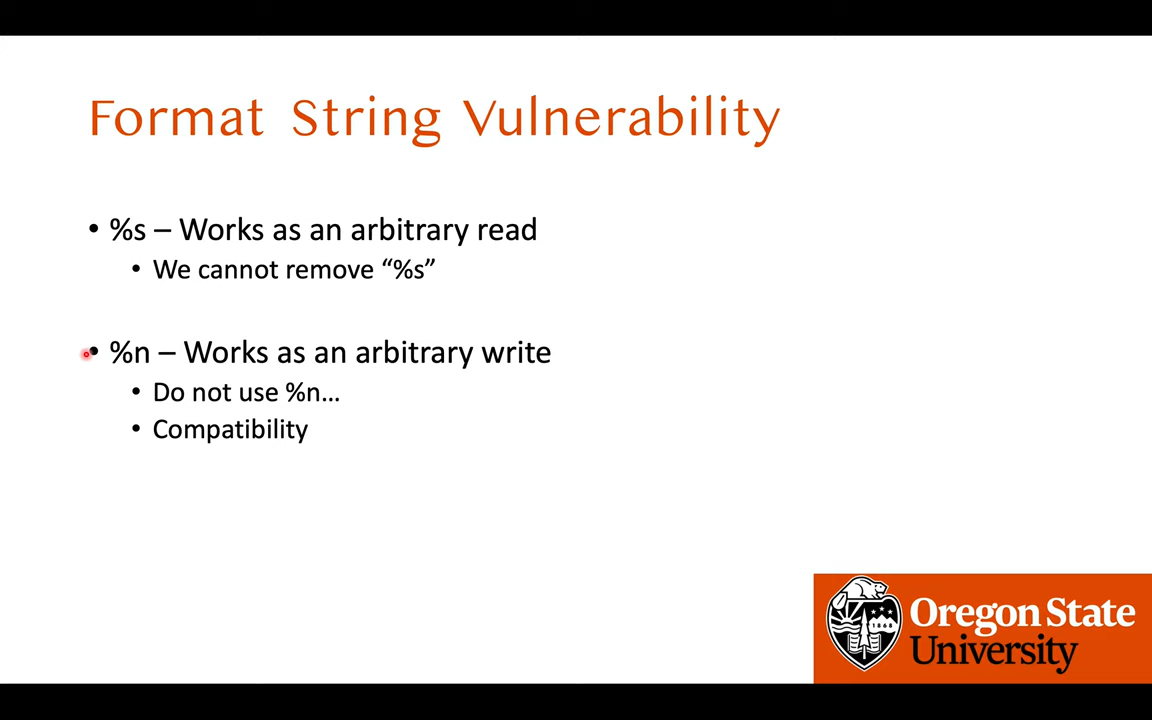 Format String Vulnerability
• %s – Works as an arbitrary read
• We cannot remove “%s”
• %n – Works as an arbitrary write
• Do not use %n…
• Compatibility
Oregon State
University